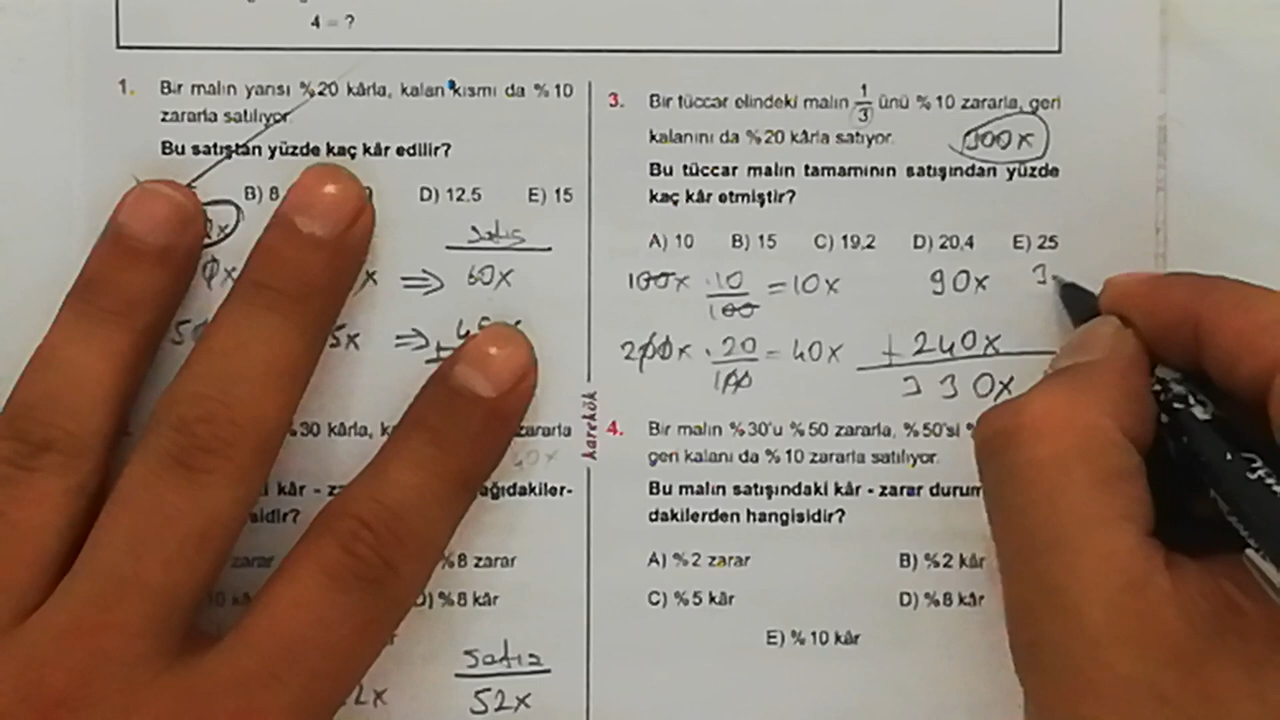 4 = ?
1. Bir malın yarısı %20 kârla, kalan kısmı da %10
zararla satılıyor.
Bu satıştan yüzde kaç kâr edilir?
B) 8
D) 12.5
E) 15
satış
x ⇒ 60x
5x ⇒
%30 kârla,
zararla
40x
kâr -
ağıdakiler-
sidir?
zarar
%8 zarar
D) %8 kâr
satış
52x
2x
karekök
3. Bir tüccar elindeki malın 1/3 ünü %10 zararla, geri
kalanını da %20 kârla satıyor.
300x
Bu tüccar malın tamamının satışından yüzde
kaç kâr etmiştir?
A) 10 B) 15 C) 19,2 D) 20,4 E) 25
100x . 10/100 = 10x 90x 3
200x . 20/100 = 40x + 240x
330x
4. Bir malın %30'u %50 zararla, %50'si %
geri kalanı da %10 zararla satılıyor.
Bu malın satışındaki kâr - zarar durum
dakilerden hangisidir?
A) %2 zarar B) %2 kâr
C) %5 kâr D) %8 kâr
E) %10 kâr